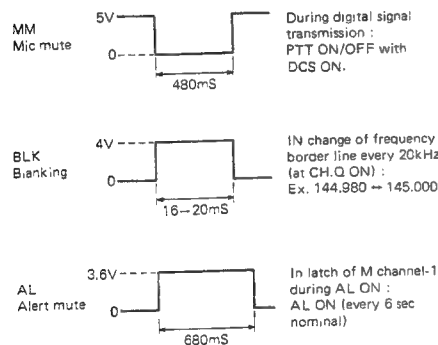 MM
Mic mute
5V
0
480mS
During digital signal
transmission :
PTT ON/OFF with
DCS ON.
BLK
Blanking
4V
0
16−20mS
IN change of frequency
border line every 20kHz
(at CH.Q ON) :
Ex. 144.980 ↔ 145.000
AL
Alert mute
3.6V
0
680mS
In latch of M channel-1
during AL ON :
AL ON (every 6 sec
nominal)